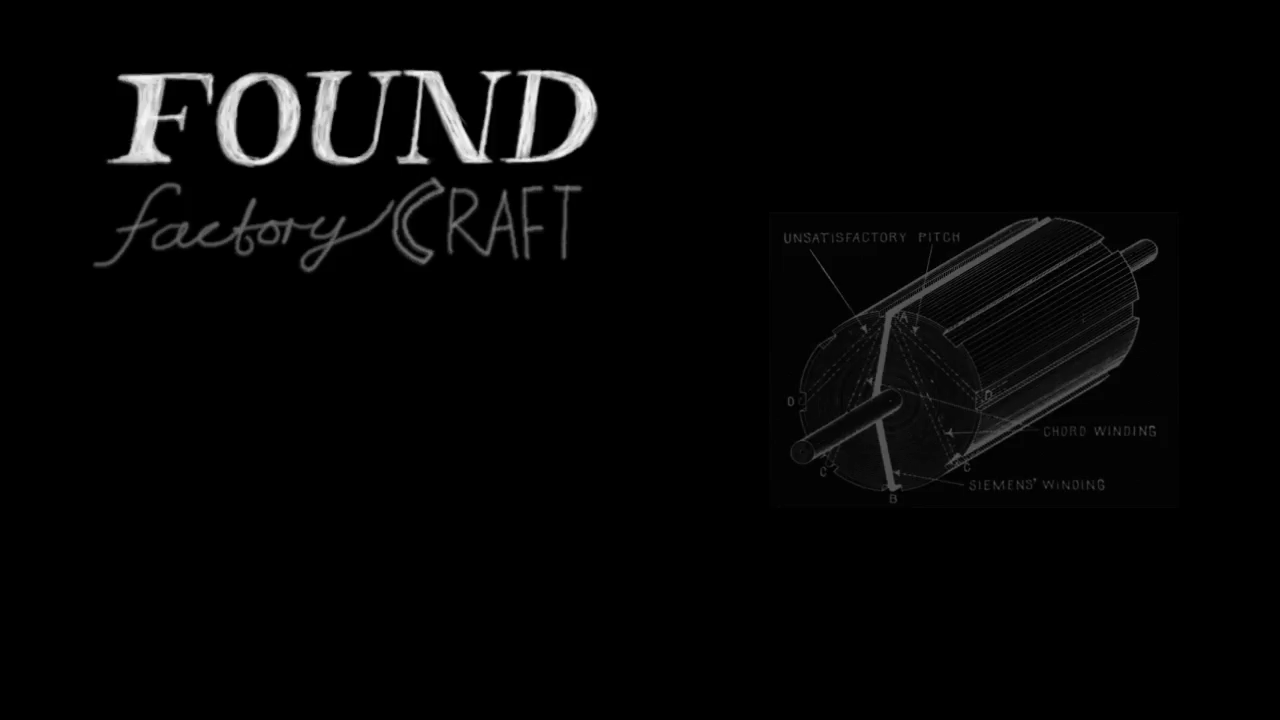 FOUND
factory CRAFT
UNSATISFACTORY PITCH
A
D
D
CHORD WINDING
C
C
SIEMENS' WINDING
B